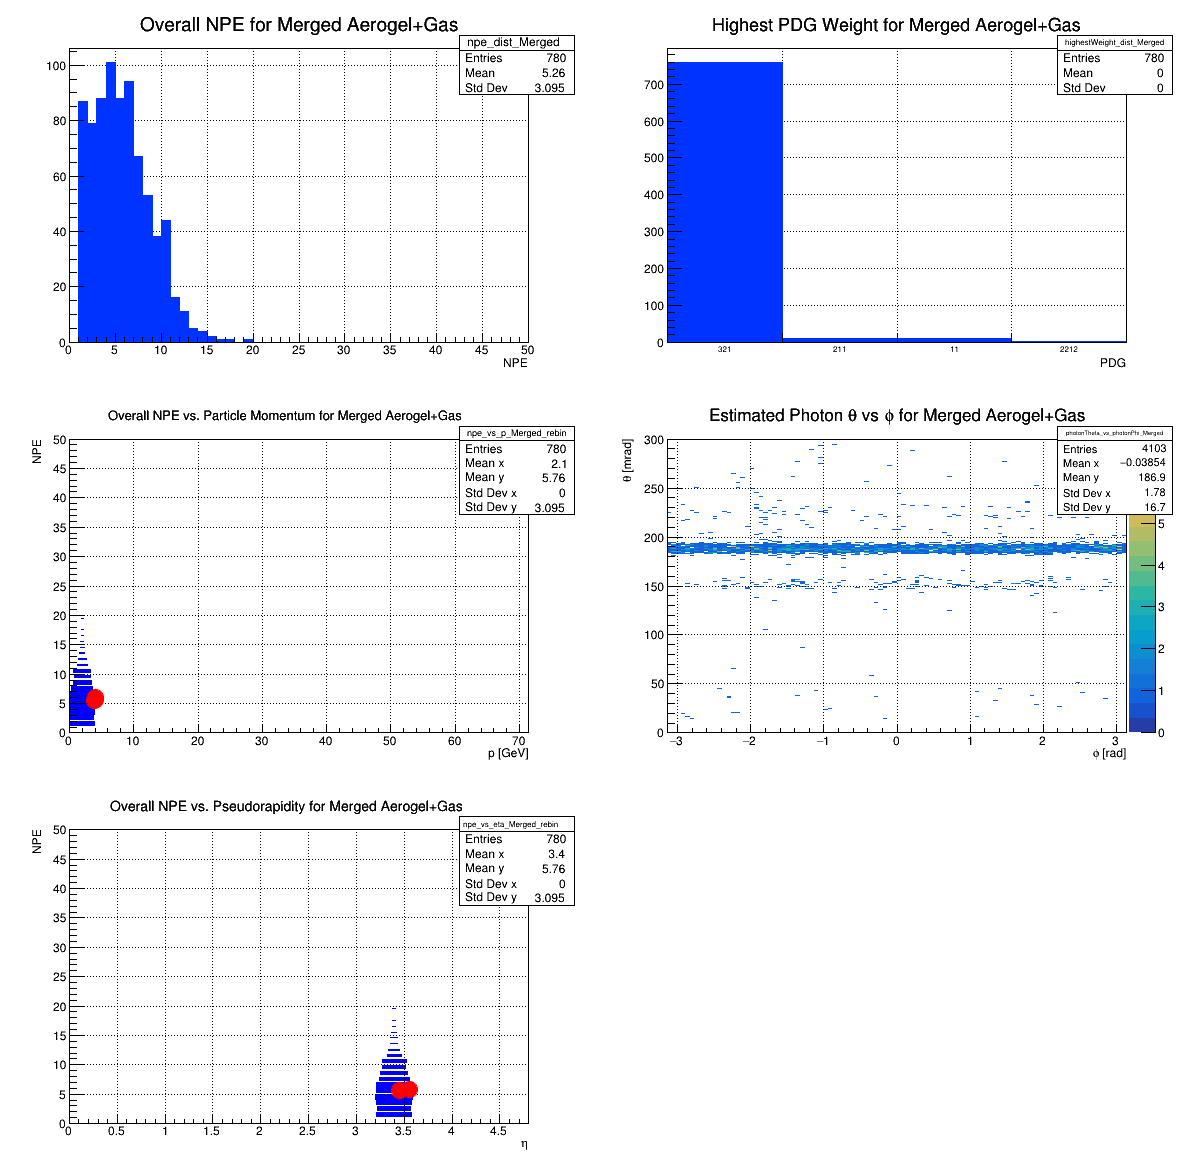 Overall NPE for Merged Aerogel+Gas
npe_dist_Merged
Entries 780
Mean 5.26
Std Dev 3.095
100
80
60
40
20
0
0 5 10 15 20 25 30 35 40 45 50
NPE
Highest PDG Weight for Merged Aerogel+Gas
highestWeight_dist_Merged
Entries 780
Mean 0
Std Dev 0
700
600
500
400
300
200
100
0
321 211 11 2212
PDG
Overall NPE vs. Particle Momentum for Merged Aerogel+Gas
npe_vs_p_Merged_rebin
Entries 780
Mean x 2.1
Mean y 5.76
Std Dev x 0
Std Dev y 3.095
NPE
50
45
40
35
30
25
20
15
10
5
0
0 10 20 30 40 50 60 70
p [GeV]
Estimated Photon θ vs ϕ for Merged Aerogel+Gas
photonTheta_vs_photonPhi_Merged
Entries 4103
Mean x −0.03854
Mean y 186.9
Std Dev x 1.78
Std Dev y 16.7
θ [mrad]
300
250
200
150
100
50
0
−3 −2 −1 0 1 2 3
ϕ [rad]
5
4
3
2
1
0
Overall NPE vs. Pseudorapidity for Merged Aerogel+Gas
npe_vs_eta_Merged_rebin
Entries 780
Mean x 3.4
Mean y 5.76
Std Dev x 0
Std Dev y 3.095
NPE
50
45
40
35
30
25
20
15
10
5
0
0 0.5 1 1.5 2 2.5 3 3.5 4 4.5
η